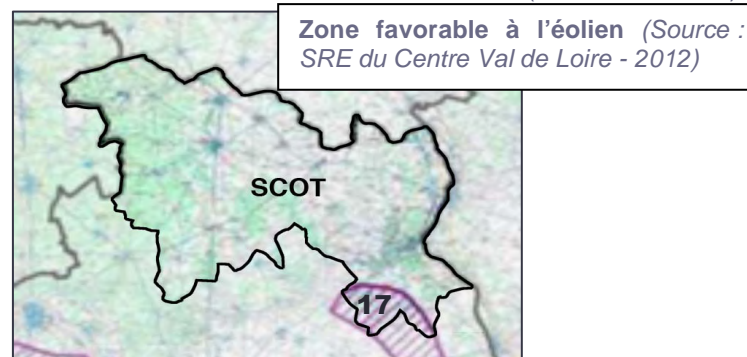 Zone favorable à l’éolien (Source :
SRE du Centre Val de Loire - 2012)
SCOT
17